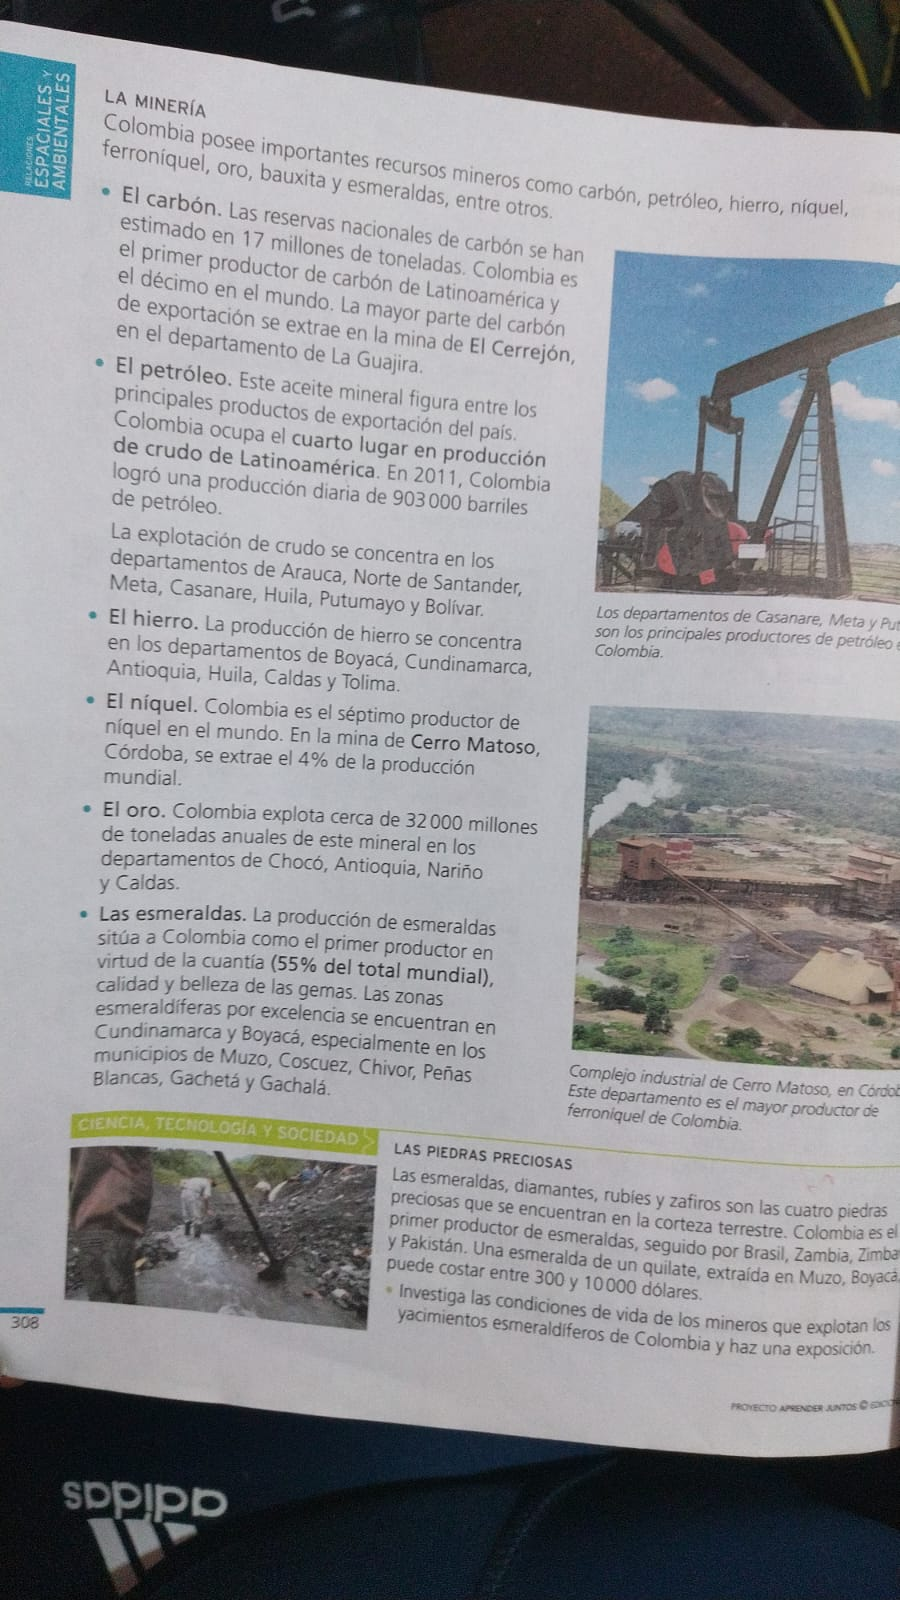 RELACIONES
ESPACIALES Y
AMBIENTALES
LA MINERÍA
Colombia posee importantes recursos mineros como carbón, petróleo, hierro, níquel,
ferroníquel, oro, bauxita y esmeraldas, entre otros.
• El carbón. Las reservas nacionales de carbón se han
estimado en 17 millones de toneladas. Colombia es
el primer productor de carbón de Latinoamérica y
el décimo en el mundo. La mayor parte del carbón
de exportación se extrae en la mina de El Cerrejón,
en el departamento de La Guajira.
• El petróleo. Este aceite mineral figura entre los
principales productos de exportación del país.
Colombia ocupa el cuarto lugar en producción
de crudo de Latinoamérica. En 2011, Colombia
logró una producción diaria de 903 000 barriles
de petróleo.
La explotación de crudo se concentra en los
departamentos de Arauca, Norte de Santander,
Meta, Casanare, Huila, Putumayo y Bolívar.
• El hierro. La producción de hierro se concentra
en los departamentos de Boyacá, Cundinamarca,
Antioquia, Huila, Caldas y Tolima.
• El níquel. Colombia es el séptimo productor de
níquel en el mundo. En la mina de Cerro Matoso,
Córdoba, se extrae el 4% de la producción
mundial.
• El oro. Colombia explota cerca de 32 000 millones
de toneladas anuales de este mineral en los
departamentos de Chocó, Antioquia, Nariño
y Caldas.
• Las esmeraldas. La producción de esmeraldas
sitúa a Colombia como el primer productor en
virtud de la cuantía (55% del total mundial),
calidad y belleza de las gemas. Las zonas
esmeraldíferas por excelencia se encuentran en
Cundinamarca y Boyacá, especialmente en los
municipios de Muzo, Coscuez, Chivor, Peñas
Blancas, Gachetá y Gachalá.
Los departamentos de Casanare, Meta y Put
son los principales productores de petróleo e
Colombia.
Complejo industrial de Cerro Matoso, en Córdob
Este departamento es el mayor productor de
ferroníquel de Colombia.
CIENCIA, TECNOLOGÍA Y SOCIEDAD
LAS PIEDRAS PRECIOSAS
Las esmeraldas, diamantes, rubíes y zafiros son las cuatro piedras
preciosas que se encuentran en la corteza terrestre. Colombia es el
primer productor de esmeraldas, seguido por Brasil, Zambia, Zimba
y Pakistán. Una esmeralda de un quilate, extraída en Muzo, Boyacá,
puede costar entre 300 y 10 000 dólares.
• Investiga las condiciones de vida de los mineros que explotan los
yacimientos esmeraldíferos de Colombia y haz una exposición.
308
PROYECTO APRENDER JUNTOS © EDICION
adidas